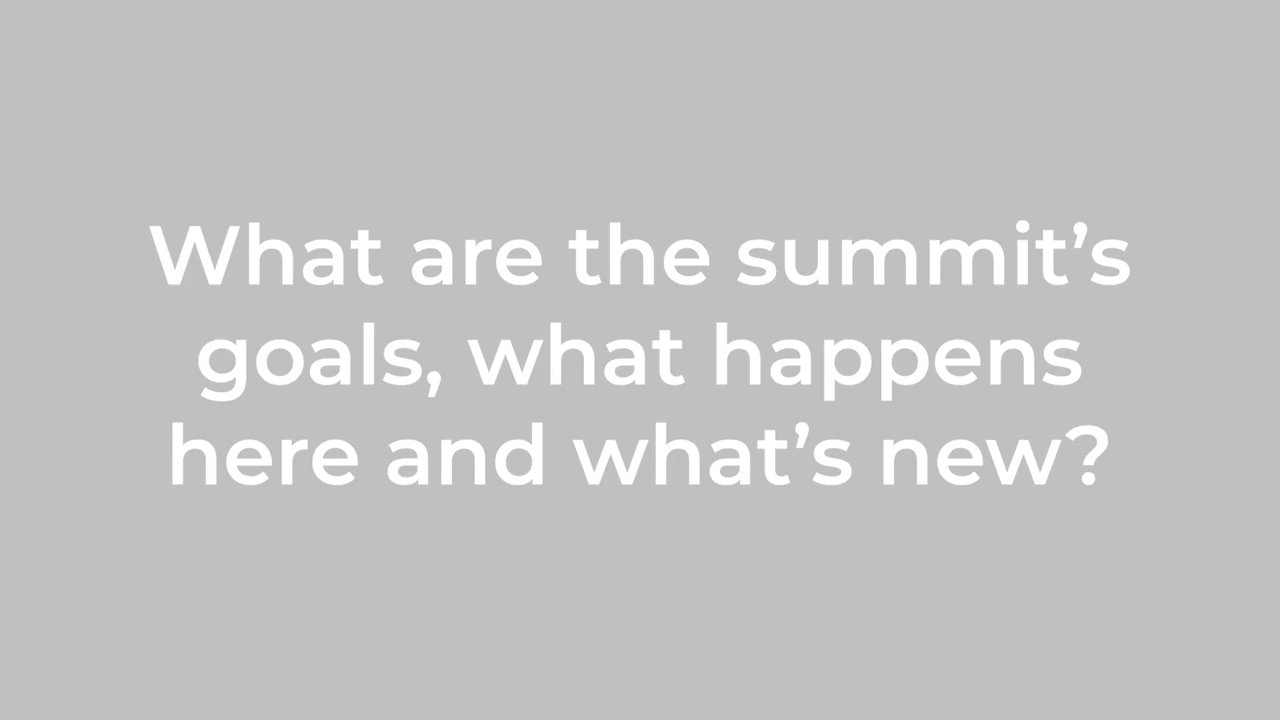 What are the summit’s
goals, what happens
here and what’s new?